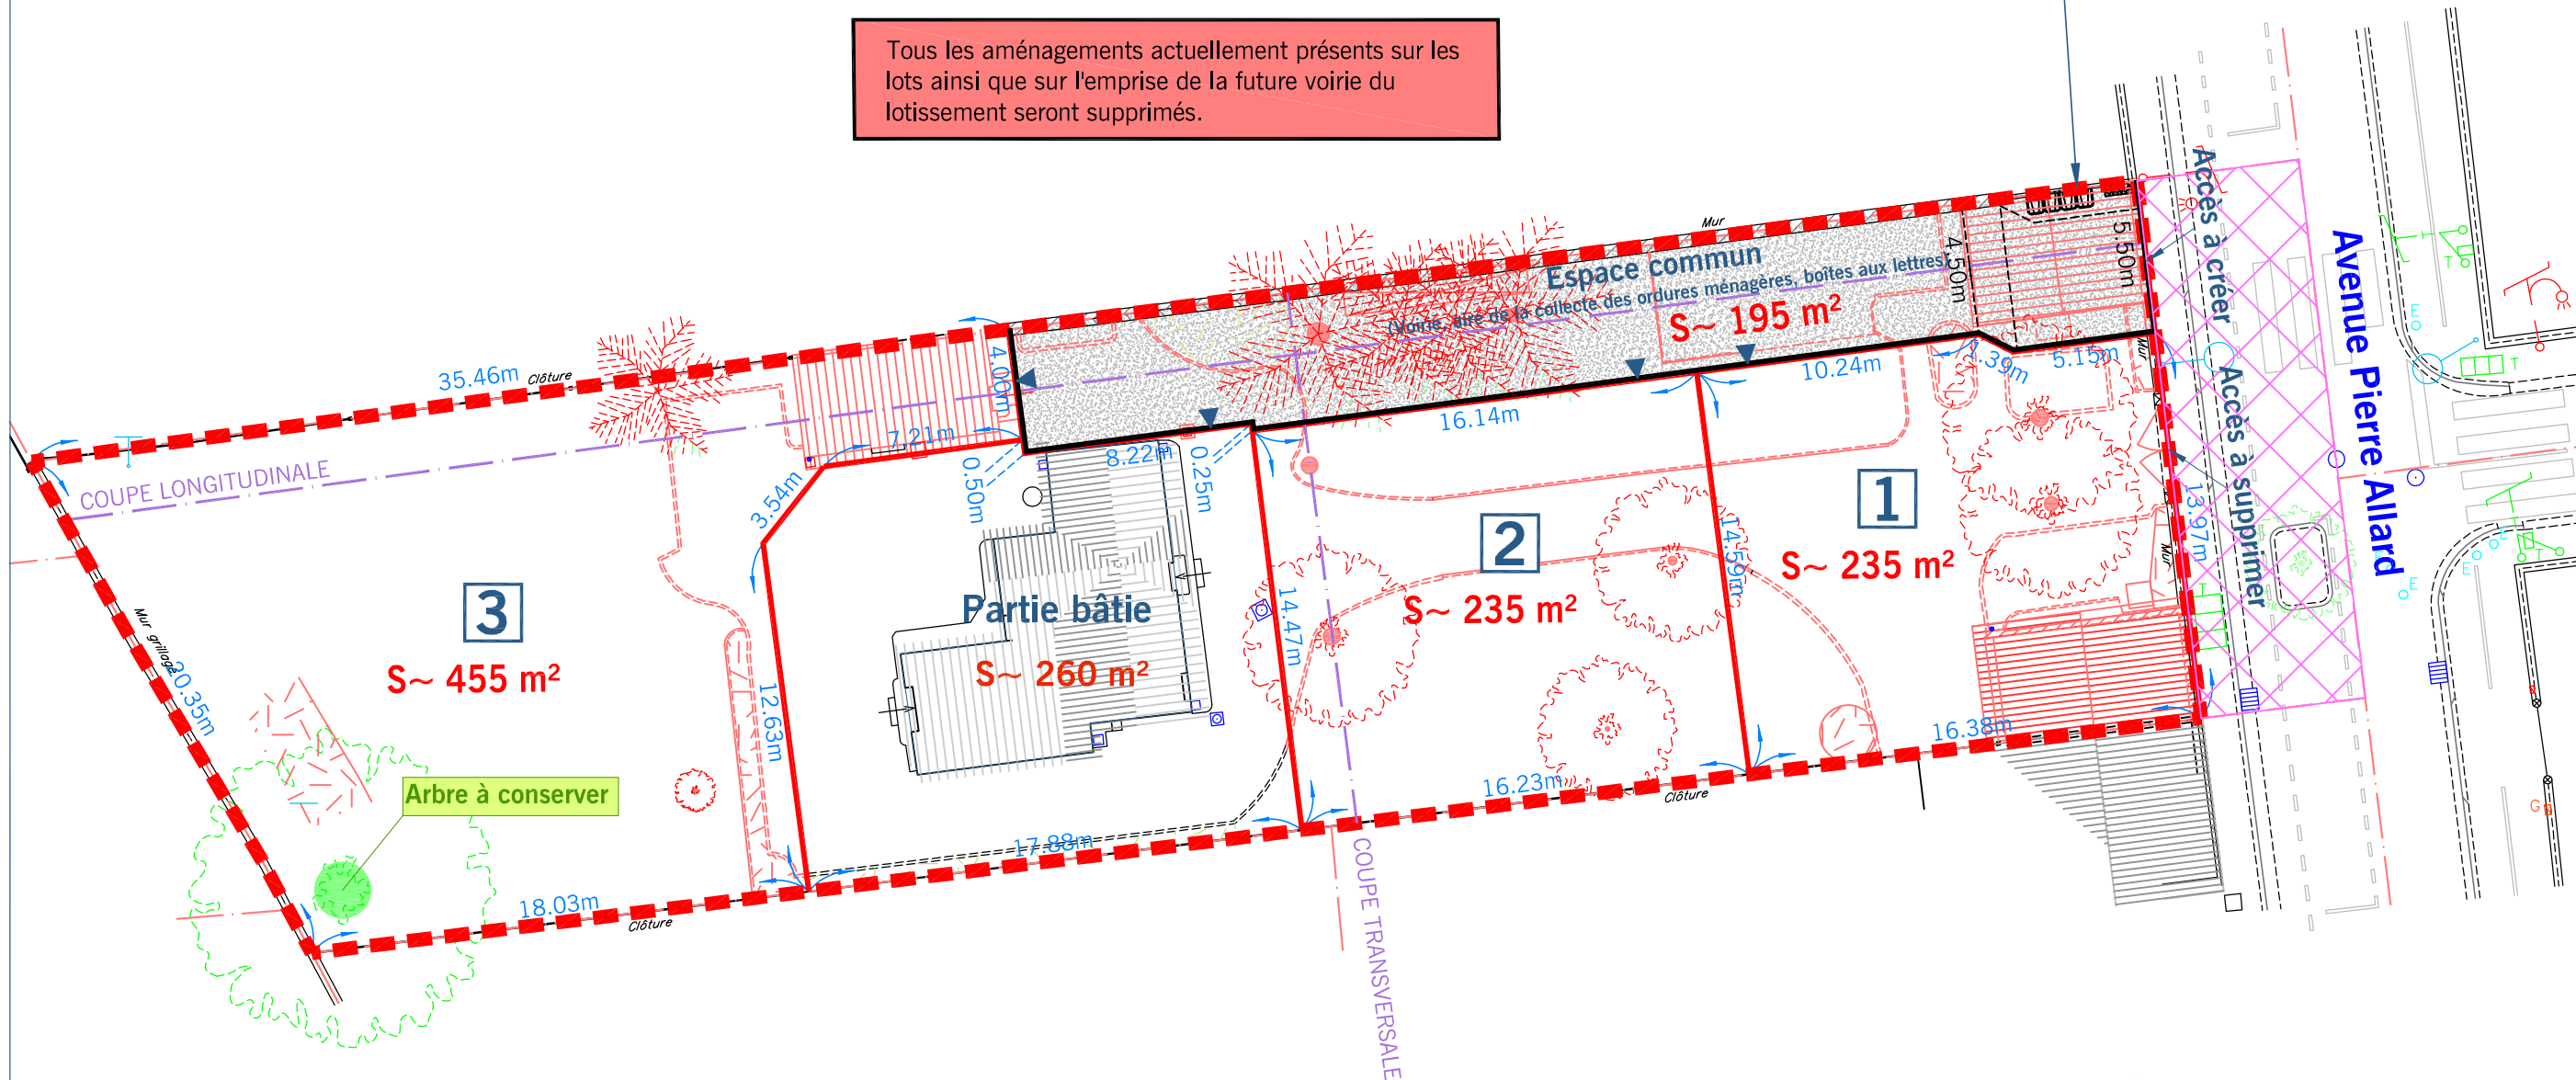 Tous les aménagements actuellement présents sur les
lots ainsi que sur l'emprise de la future voirie du
lotissement seront supprimés.
Mur
Espace commun
(Voirie, aire de la collecte des ordures ménagères, boîtes aux lettres)
S~ 195 m²
4.50m
5.50m
Accès à créer
Avenue Pierre Allard
Accès à supprimer
35.46m
Clôture
4.00m
COUPE LONGITUDINALE
7.21m
3.54m
0.50m
8.22m
0.25m
16.14m
10.24m
1.39m
5.15m
Mur
13.97m
Mur
1
S~ 235 m²
14.59m
2
S~ 235 m²
14.47m
Partie bâtie
S~ 260 m²
12.63m
3
S~ 455 m²
Mur grillagé
20.35m
Arbre à conserver
18.03m
Clôture
17.88m
16.23m
Clôture
16.38m
COUPE TRANSVERSALE
E
E
E
T
T
T
T
T
T
G